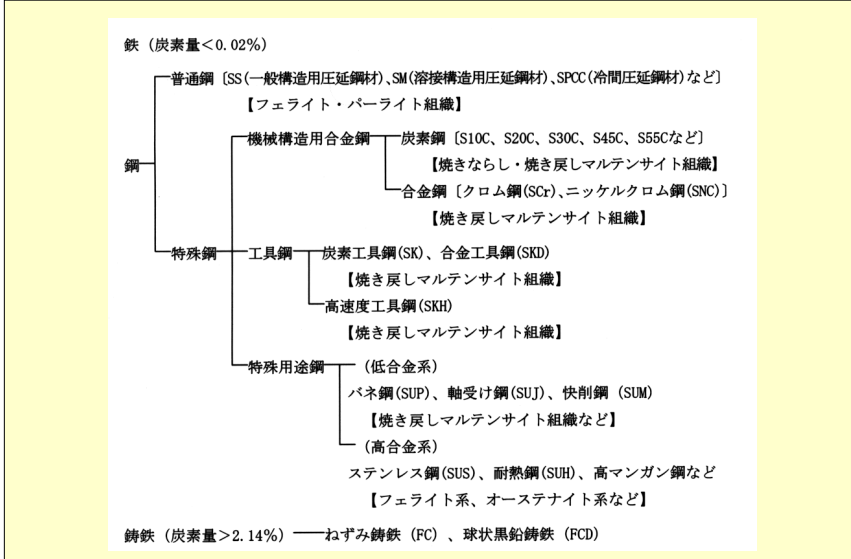 鉄（炭素量<0.02%）
普通鋼〔SS(一般構造用圧延鋼材)､SM(溶接構造用圧延鋼材)､SPCC(冷間圧延鋼材)など〕
【フェライト・パーライト組織】
機械構造用合金鋼 炭素鋼〔S10C、S20C、S30C、S45C、S55Cなど〕
鋼 【焼きならし・焼き戻しマルテンサイト組織】
合金鋼〔クロム鋼(SCr)､ニッケルクロム鋼(SNC)〕
【焼き戻しマルテンサイト組織】
特殊鋼 工具鋼 炭素工具鋼(SK)、合金工具鋼(SKD)
【焼き戻しマルテンサイト組織】
高速度工具鋼(SKH)
【焼き戻しマルテンサイト組織】
特殊用途鋼 （低合金系）
バネ鋼(SUP)、軸受け鋼(SUJ)、快削鋼 (SUM)
【焼き戻しマルテンサイト組織など】
（高合金系）
ステンレス鋼(SUS)、耐熱鋼(SUH)、高マンガン鋼など
【フェライト系、オーステナイト系など】
鋳鉄（炭素量>2.14%） ねずみ鋳鉄 (FC) 、球状黒鉛鋳鉄 (FCD)